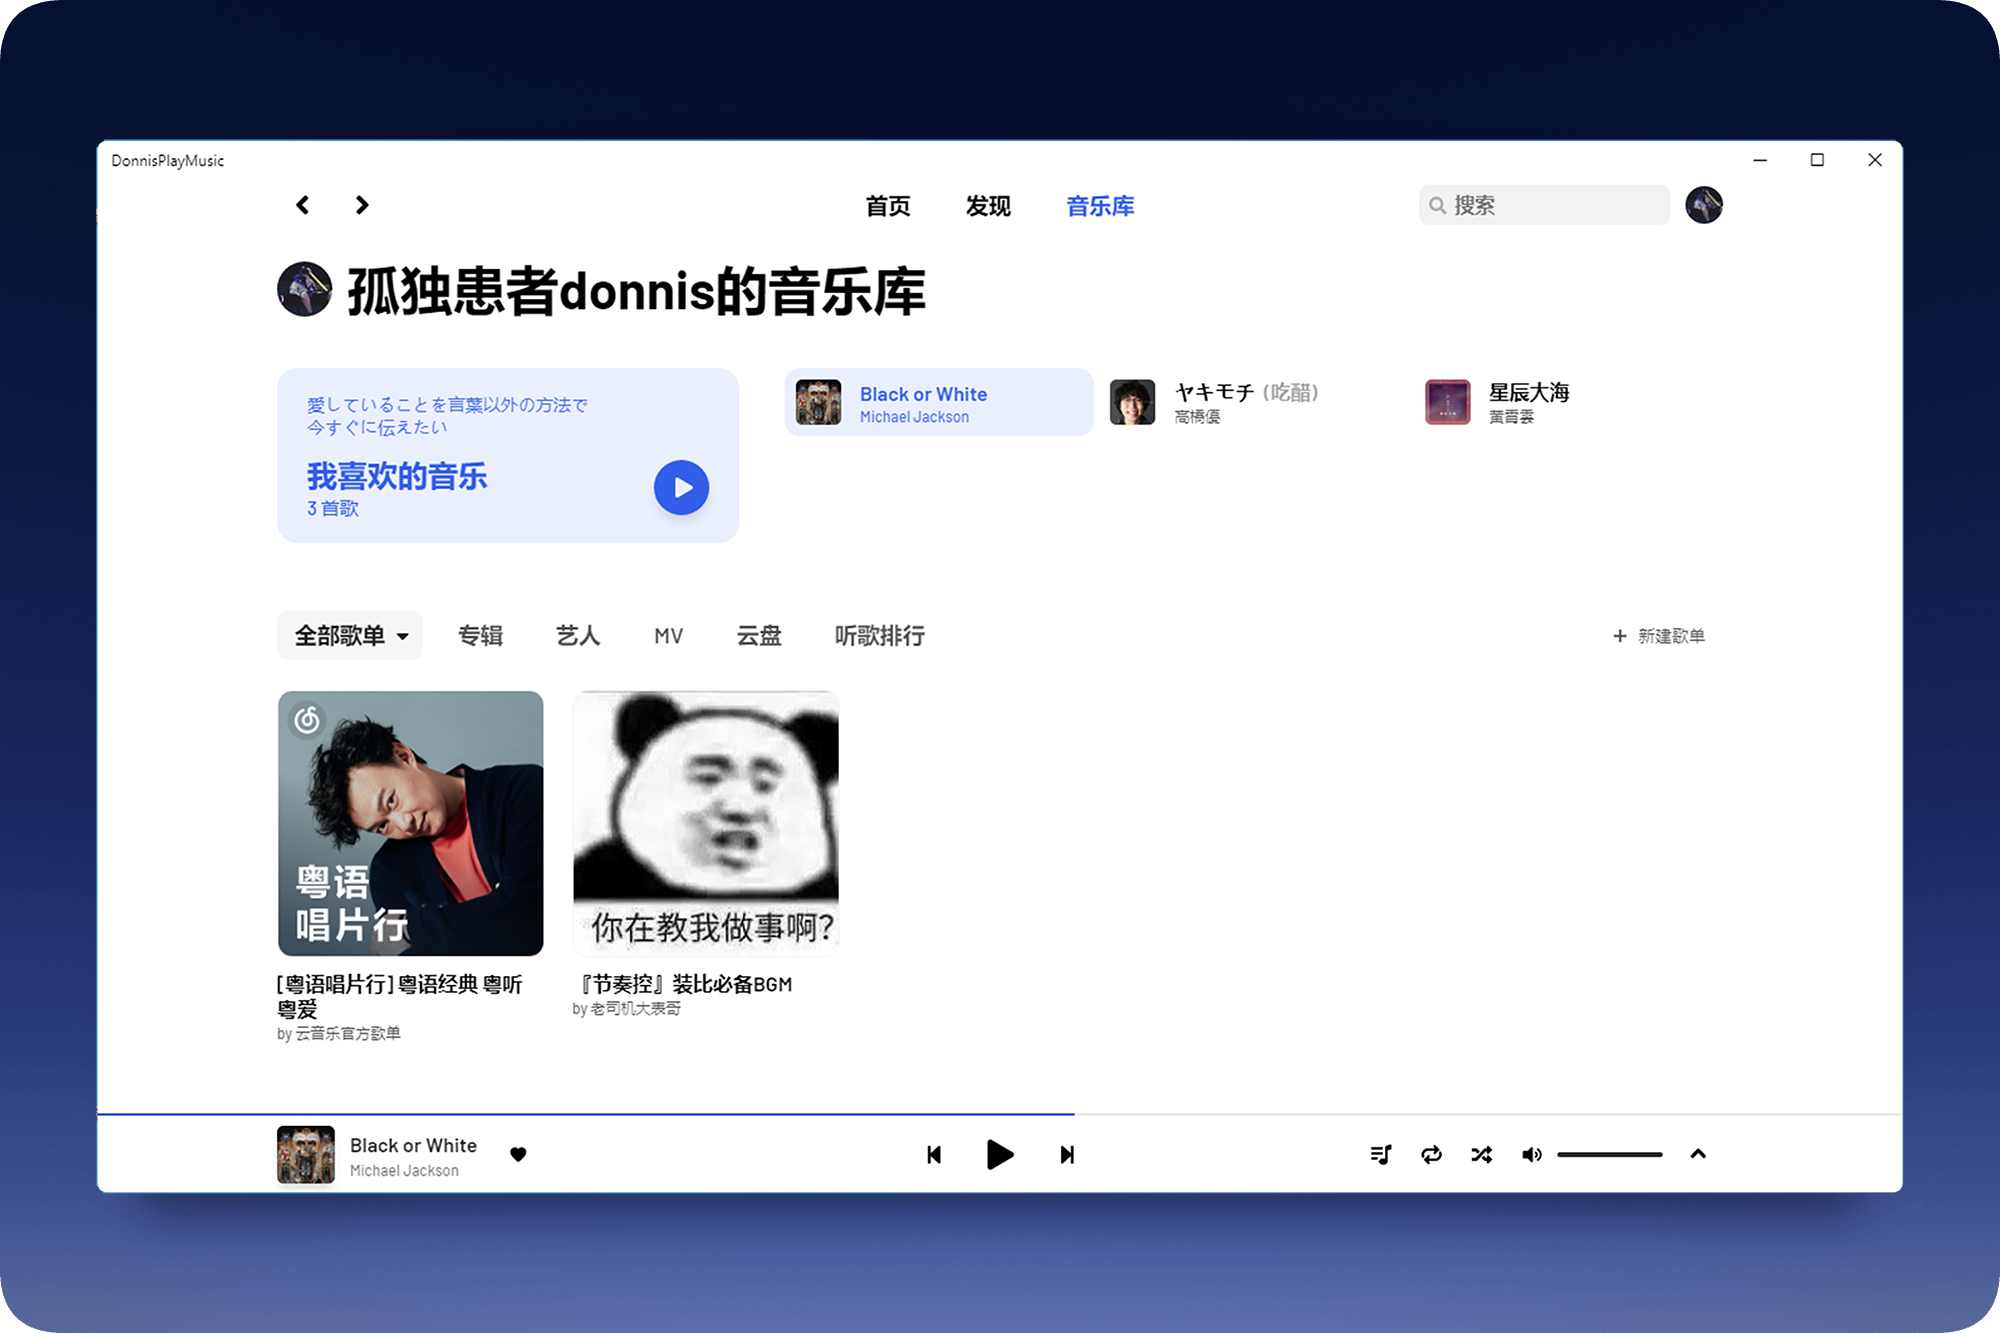 DonnisPlayMusic
首页 发现 音乐库 搜索
孤独患者donnis的音乐库
愛していることを言葉以外の方法で
今すぐに伝えたい
我喜欢的音乐
3 首歌
Black or White
Michael Jackson
ヤキモチ (吃醋)
高橋優
星辰大海
黄霄雲
全部歌单 专辑 艺人 MV 云盘 听歌排行 新建歌单
粤语
唱片行
[粤语唱片行] 粤语经典 粤听
粤爱
by 云音乐官方歌单
你在教我做事啊?
『节奏控』装比必备BGM
by 老司机大表哥
Black or White
Michael Jackson